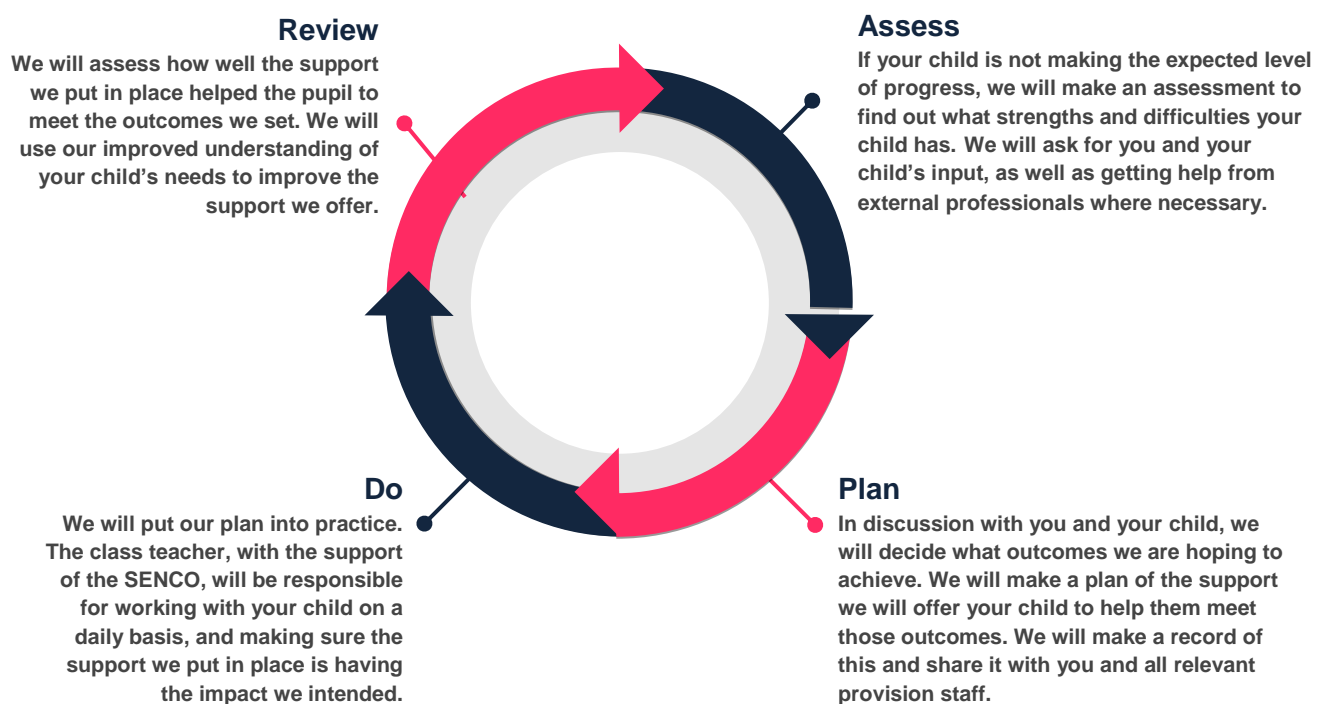 Review
We will assess how well the support
we put in place helped the pupil to
meet the outcomes we set. We will
use our improved understanding of
your child’s needs to improve the
support we offer.
Assess
If your child is not making the expected level
of progress, we will make an assessment to
find out what strengths and difficulties your
child has. We will ask for you and your
child’s input, as well as getting help from
external professionals where necessary.
Do
We will put our plan into practice.
The class teacher, with the support
of the SENCO, will be responsible
for working with your child on a
daily basis, and making sure the
support we put in place is having
the impact we intended.
Plan
In discussion with you and your child, we
will decide what outcomes we are hoping to
achieve. We will make a plan of the support
we will offer your child to help them meet
those outcomes. We will make a record of
this and share it with you and all relevant
provision staff.